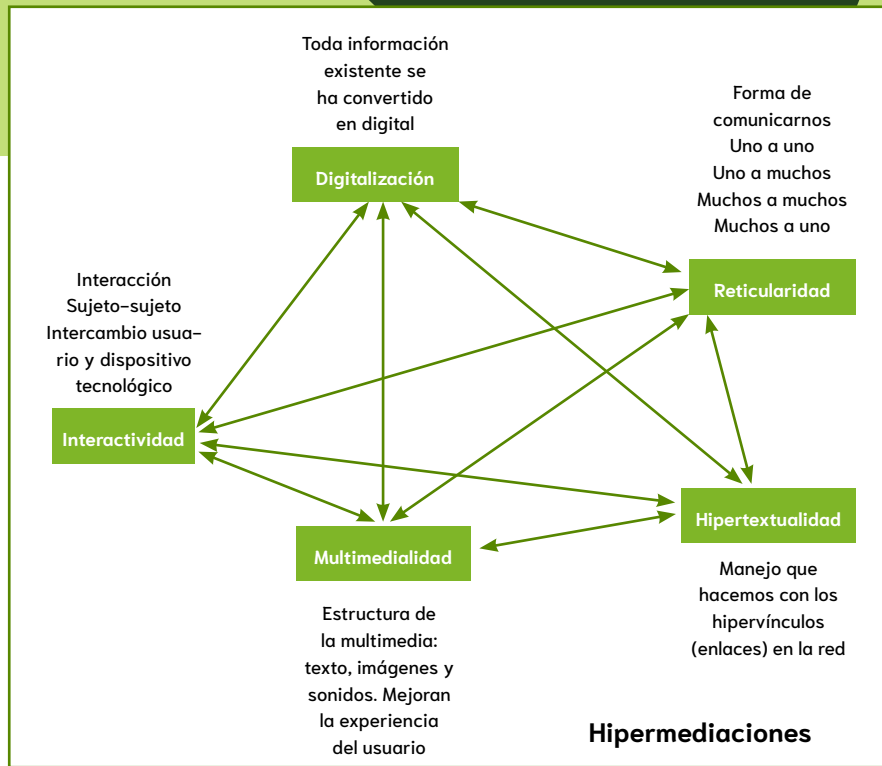 Toda información
existente se
ha convertido
en digital
Digitalización
Forma de
comunicarnos
Uno a uno
Uno a muchos
Muchos a muchos
Muchos a uno
Reticularidad
Interacción
Sujeto-sujeto
Intercambio usua-
rio y dispositivo
tecnológico
Interactividad
Multimedialidad
Estructura de
la multimedia:
texto, imágenes y
sonidos. Mejoran
la experiencia
del usuario
Hipertextualidad
Manejo que
hacemos con los
hipervínculos
(enlaces) en la red
Hipermediaciones